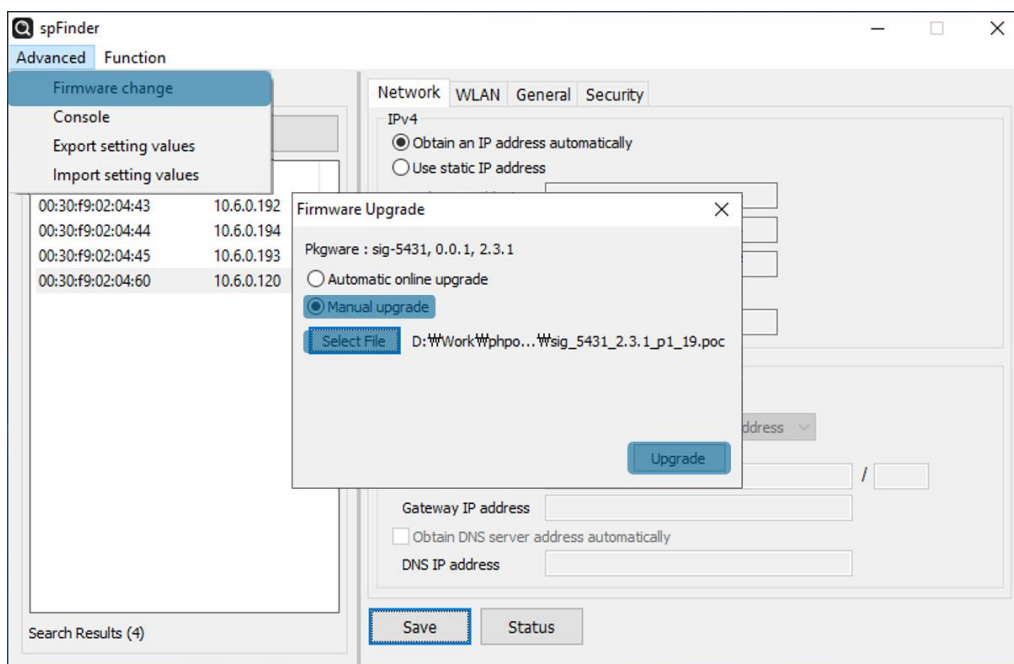 spFinder
Advanced Function
Firmware change
Console
Export setting values
Import setting values
Network WLAN General Security
IPv4
Obtain an IP address automatically
Use static IP address
00:30:f9:02:04:43 10.6.0.192
00:30:f9:02:04:44 10.6.0.194
00:30:f9:02:04:45 10.6.0.193
00:30:f9:02:04:60 10.6.0.120
Search Results (4)
Firmware Upgrade
Pkgware : sig-5431, 0.0.1, 2.3.1
Automatic online upgrade
Manual upgrade
Select File D:₩Work₩phpo...₩sig_5431_2.3.1_p1_19.poc
Upgrade
ddress
/
Gateway IP address
Obtain DNS server address automatically
DNS IP address
Save Status